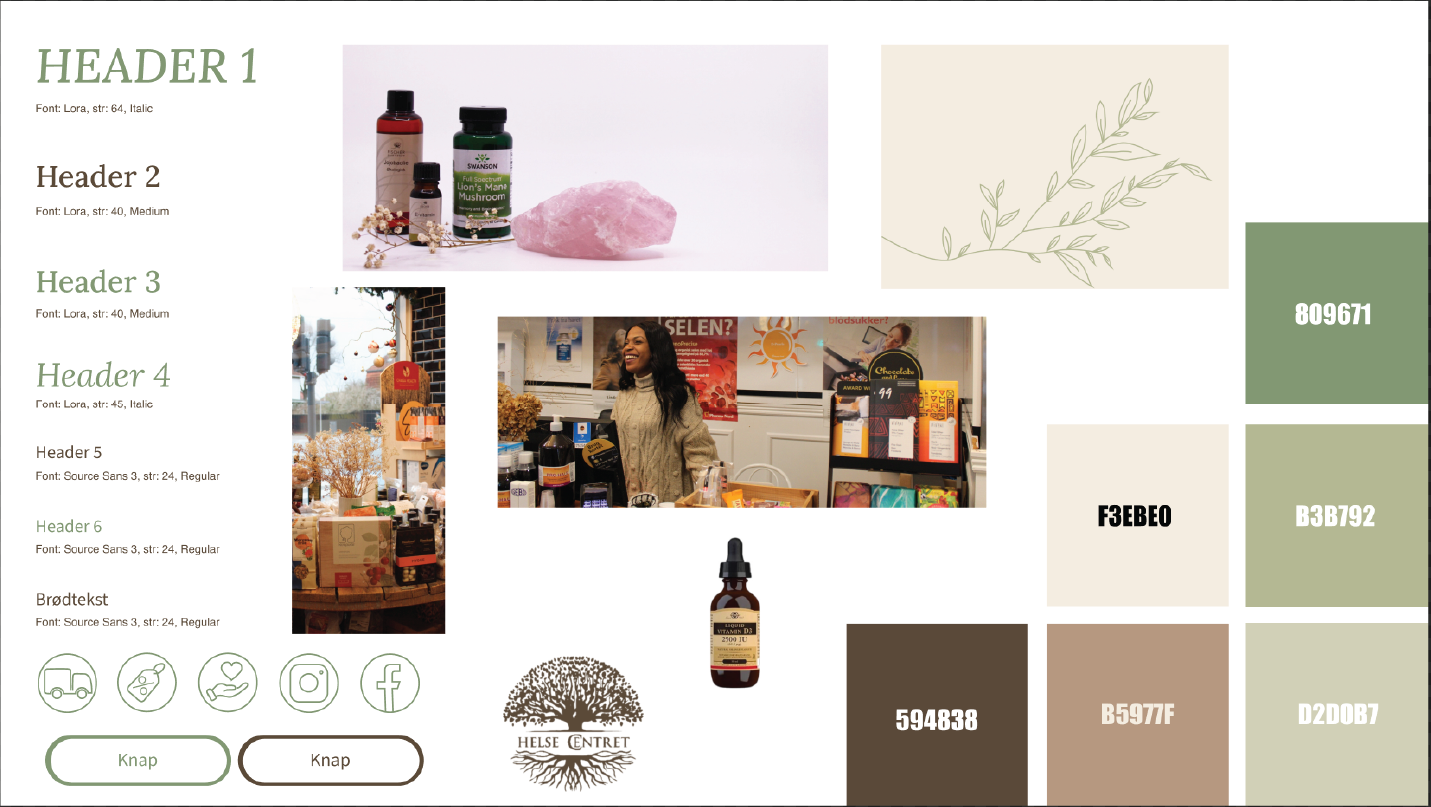 HEADER 1
Font: Lora, str: 64, Italic
Header 2
Font: Lora, str: 40, Medium
Header 3
Font: Lora, str: 40, Medium
Header 4
Font: Lora, str: 45, Italic
Header 5
Font: Source Sans 3, str: 24, Regular
Header 6
Font: Source Sans 3, str: 24, Regular
Brødtekst
Font: Source Sans 3, str: 24, Regular
Knap
Knap
SWANSON
Full Spectrum
Lion's Mane
Mushroom
SELEN?
blodsukker?
Chocolate
AWARD
99
LIQUID
VITAMIN D3
2500 IU
HELSE CENTRET
809671
F3EBE0
B3B792
594838
B5977F
D2D0B7